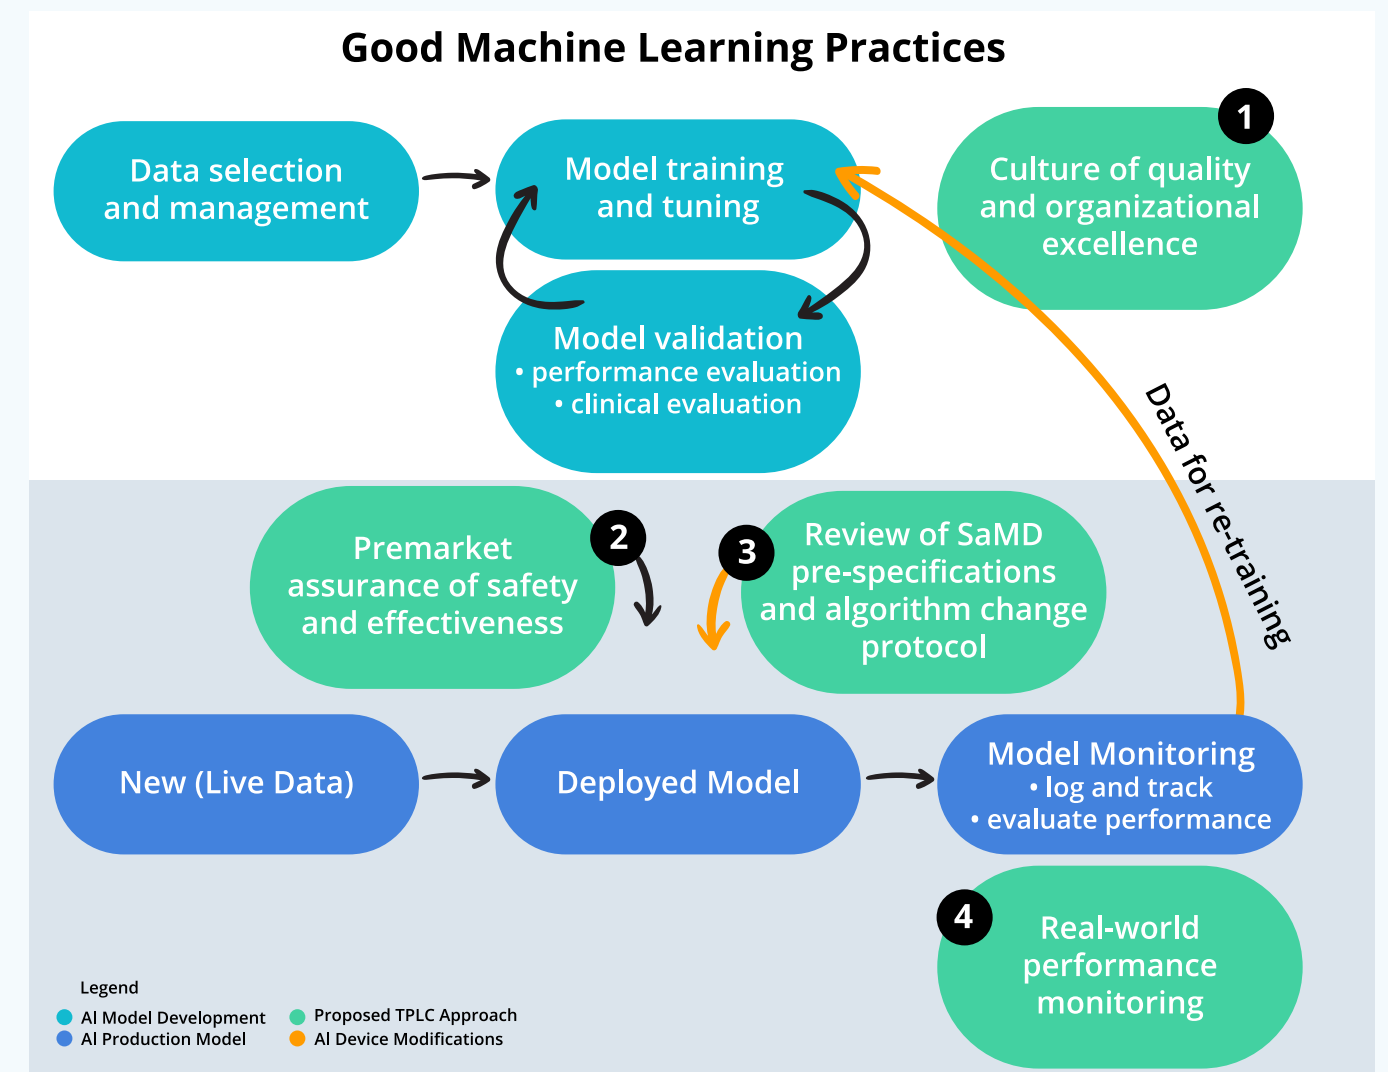 Good Machine Learning Practices
Data selection
and management
Model training
and tuning
1
Culture of quality
and organizational
excellence
Model validation
• performance evaluation
• clinical evaluation
Data for re-training
Premarket
assurance of safety
and effectiveness
2
3
Review of SaMD
pre-specifications
and algorithm change
protocol
New (Live Data)
Deployed Model
Model Monitoring
• log and track
• evaluate performance
4
Real-world
performance
monitoring
Legend
AI Model Development
AI Production Model
Proposed TPLC Approach
AI Device Modifications